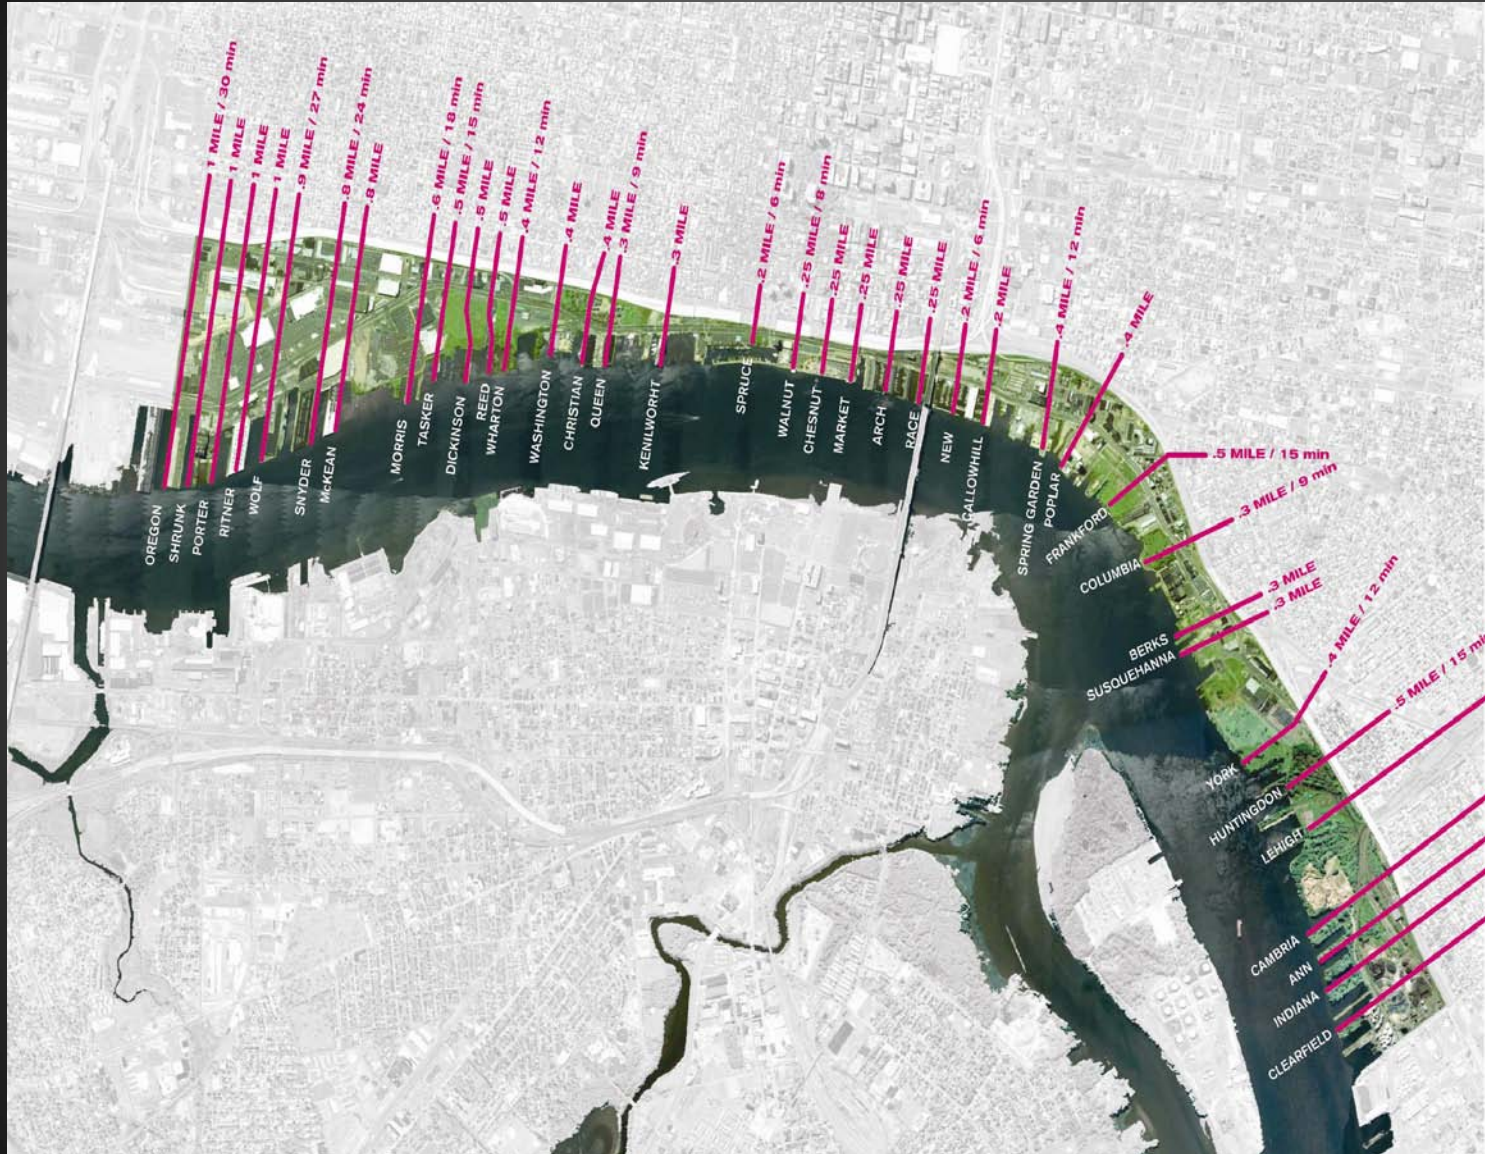 1 MILE / 30 min
1 MILE
1 MILE
1 MILE
.9 MILE / 27 min
.8 MILE / 24 min
.8 MILE
.6 MILE / 18 min
.5 MILE / 15 min
.5 MILE
.5 MILE
.4 MILE / 12 min
.4 MILE
.4 MILE
.3 MILE / 9 min
.3 MILE
.2 MILE / 6 min
.25 MILE / 8 min
.25 MILE
.25 MILE
.25 MILE
.25 MILE
.2 MILE / 6 min
.2 MILE
.4 MILE / 12 min
.4 MILE
.5 MILE / 15 min
.3 MILE / 9 min
.3 MILE
.3 MILE
.4 MILE / 12 min
.5 MILE / 15 min
OREGON
SHRUNK
PORTER
RITNER
WOLF
SNYDER
McKEAN
MORRIS
TASKER
DICKINSON
REED
WHARTON
WASHINGTON
CHRISTIAN
QUEEN
KENILWORHT
SPRUCE
WALNUT
CHESNUT
MARKET
ARCH
RACE
NEW
CALLOWHILL
SPRING GARDEN
POPLAR
FRANKFORD
COLUMBIA
BERKS
SUSQUEHANNA
YORK
HUNTINGDON
LEHIGH
CAMBRIA
ANN
INDIANA
CLEARFIELD